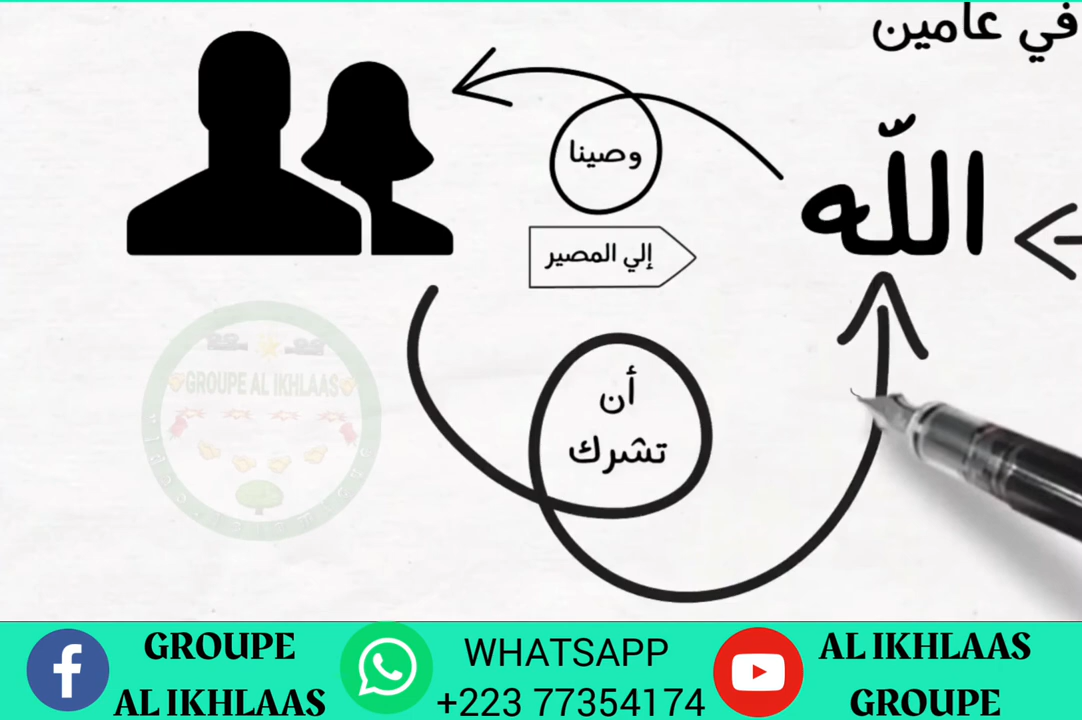 في عامين
الله
وصينا
إلي المصير
أن
تشرك
GROUPE AL IKHLAAS
GROUPE
AL IKHLAAS
WHATSAPP
+223 77354174
AL IKHLAAS
GROUPE